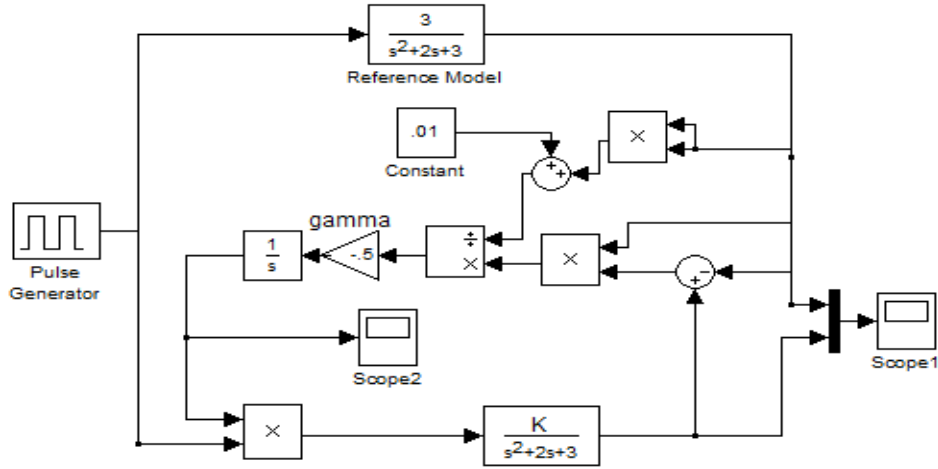 3
s²+2s+3
Reference Model
.01
Constant
×
+
+
gamma
Pulse
Generator
1
s
-.5
÷
×
×
−
+
Scope2
Scope1
×
K
s²+2s+3